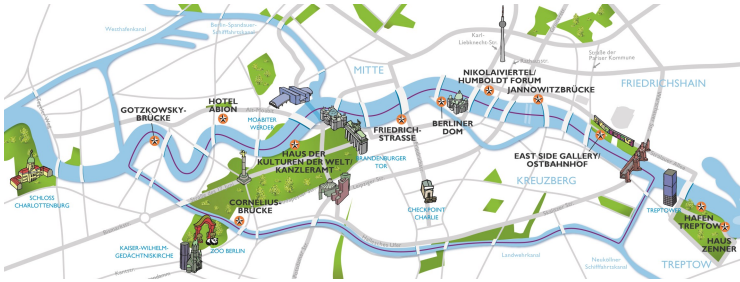 Westhafenkanal
Berlin-Spandauer-
Schifffahrtskanal
Karl-
Liebknecht-Str.
Straße der
Pariser Kommune
MITTE
NIKOLAIVIERTEL/
HUMBOLDT FORUM
JANNOWITZBRÜCKE
FRIEDRICHSHAIN
HOTEL
ABION
GOTZKOWSKY-
BRÜCKE
MOABITER
WERDER
FRIEDRICH-
STRASSE
BERLINER
DOM
HAUS DER
KULTUREN DER WELT/
KANZLERAMT
BRANDENBURGER
TOR
EAST SIDE GALLERY/
OSTBAHNHOF
KREUZBERG
SCHLOSS
CHARLOTTENBURG
CORNELIUS-
BRÜCKE
CHECKPOINT
CHARLIE
TREPTOWER
HAFEN
TREPTOW
HAUS
ZENNER
KAISER-WILHELM-
GEDÄCHTNISKIRCHE
ZOO BERLIN
Landwehrkanal
Neuköllner
Schifffahrtskanal
TREPTOW